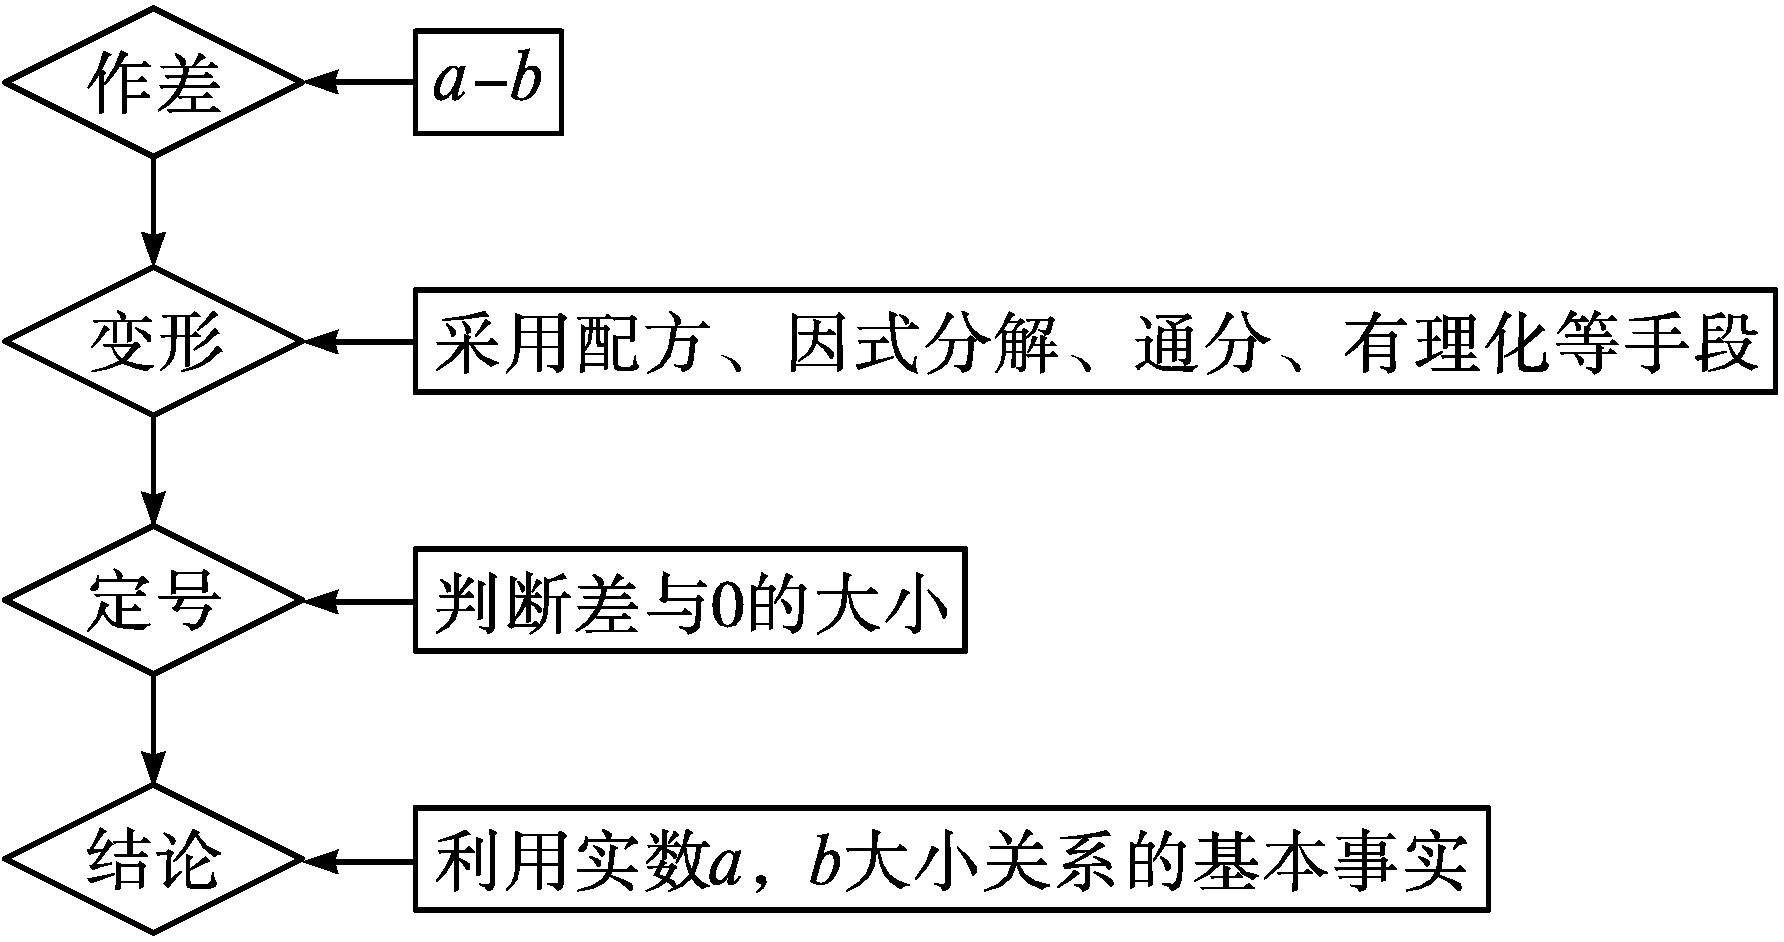 作差
a-b
变形
采用配方、因式分解、通分、有理化等手段
定号
判断差与0的大小
结论
利用实数a，b大小关系的基本事实